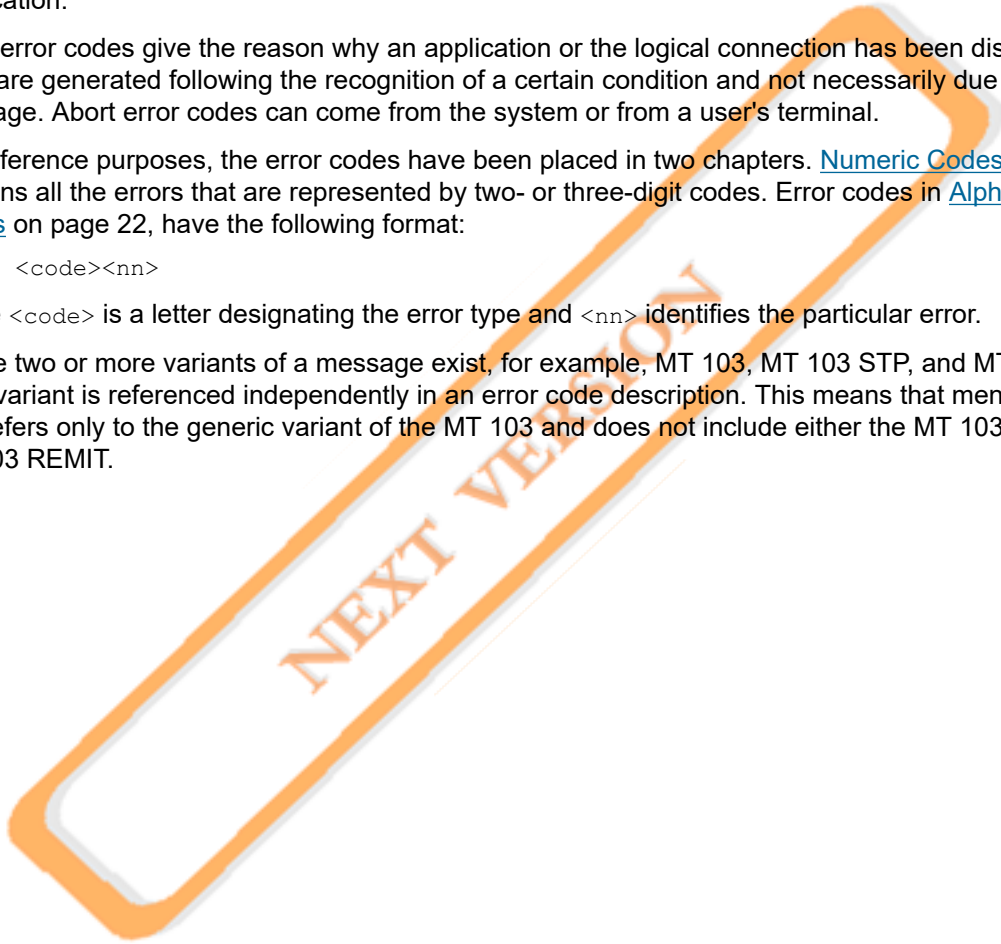 cation.
error codes give the reason why an application or the logical connection has been dis
are generated following the recognition of a certain condition and not necessarily due
age. Abort error codes can come from the system or from a user's terminal.
ference purposes, the error codes have been placed in two chapters. Numeric Codes
ns all the errors that are represented by two- or three-digit codes. Error codes in Alph
s on page 22, have the following format:
<code><nn>
<code> is a letter designating the error type and <nn> identifies the particular error.
e two or more variants of a message exist, for example, MT 103, MT 103 STP, and MT
variant is referenced independently in an error code description. This means that men
efers only to the generic variant of the MT 103 and does not include either the MT 103
03 REMIT.
NEXT VERSION